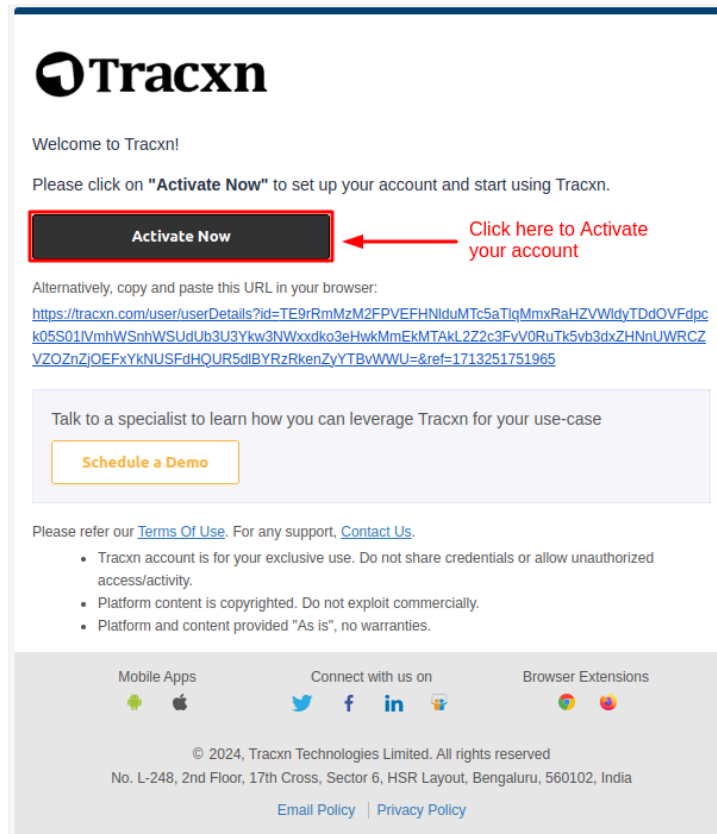 Tracxn
Welcome to Tracxn!
Please click on "Activate Now" to set up your account and start using Tracxn.
Activate Now
Click here to Activate
your account
Alternatively, copy and paste this URL in your browser:
https://tracxn.com/user/userDetails?id=TE9rRmMzM2FPVEFHNlduMTc5aTlqMmxRaHZVWldyTDdOVFdpc
k05S01lVmhWSnhWSUdUb3U3Ykw3NWxxdko3eHwkMmEkMTAkL2Z2c3FvV0RuTk5vb3dxZHNnUWRCZ
VZOZnZjOEFxYkNUSFdHQUR5dlBYRzRkenZyYTBvWWU=&ref=1713251751965
Talk to a specialist to learn how you can leverage Tracxn for your use-case
Schedule a Demo
Please refer our Terms Of Use. For any support, Contact Us.
• Tracxn account is for your exclusive use. Do not share credentials or allow unauthorized
access/activity.
• Platform content is copyrighted. Do not exploit commercially.
• Platform and content provided "As is", no warranties.
Mobile Apps Connect with us on Browser Extensions
© 2024, Tracxn Technologies Limited. All rights reserved
No. L-248, 2nd Floor, 17th Cross, Sector 6, HSR Layout, Bengaluru, 560102, India
Email Policy | Privacy Policy